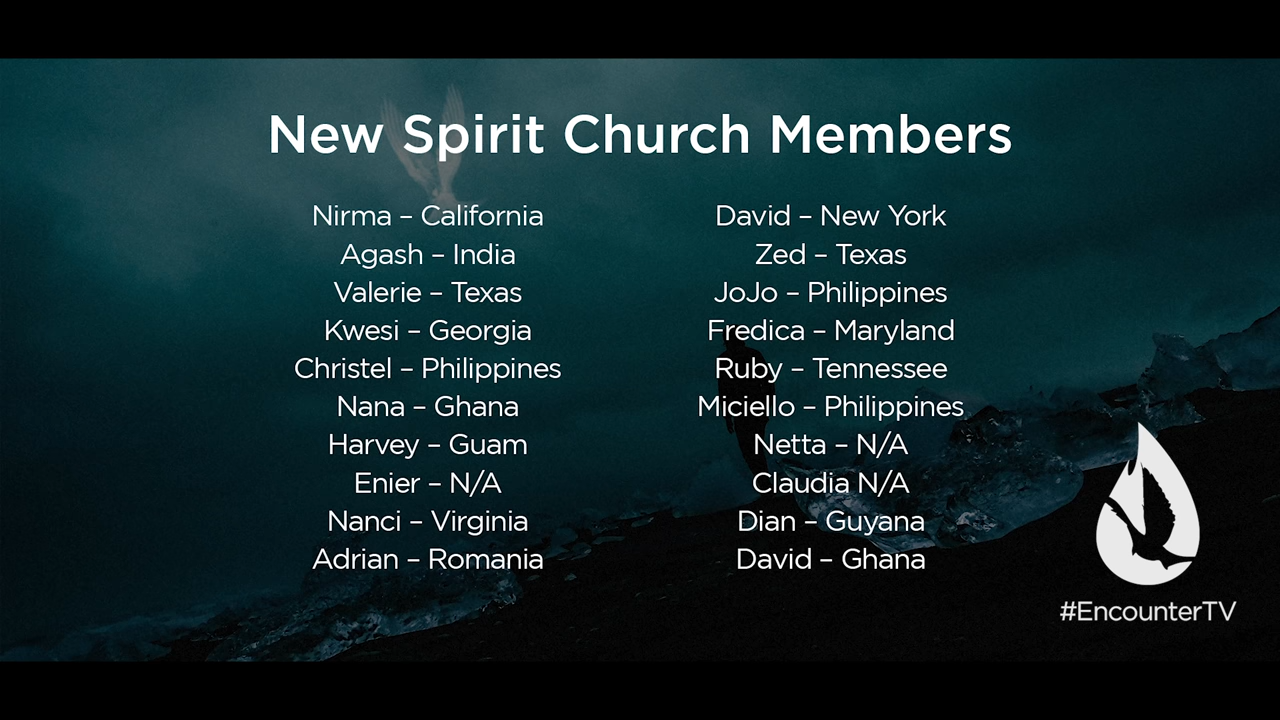 New Spirit Church Members
Nirma – California
Agash – India
Valerie – Texas
Kwesi – Georgia
Christel – Philippines
Nana – Ghana
Harvey – Guam
Enier – N/A
Nanci – Virginia
Adrian – Romania
David – New York
Zed – Texas
JoJo – Philippines
Fredica – Maryland
Ruby – Tennessee
Miciello – Philippines
Netta – N/A
Claudia N/A
Dian – Guyana
David – Ghana
#EncounterTV